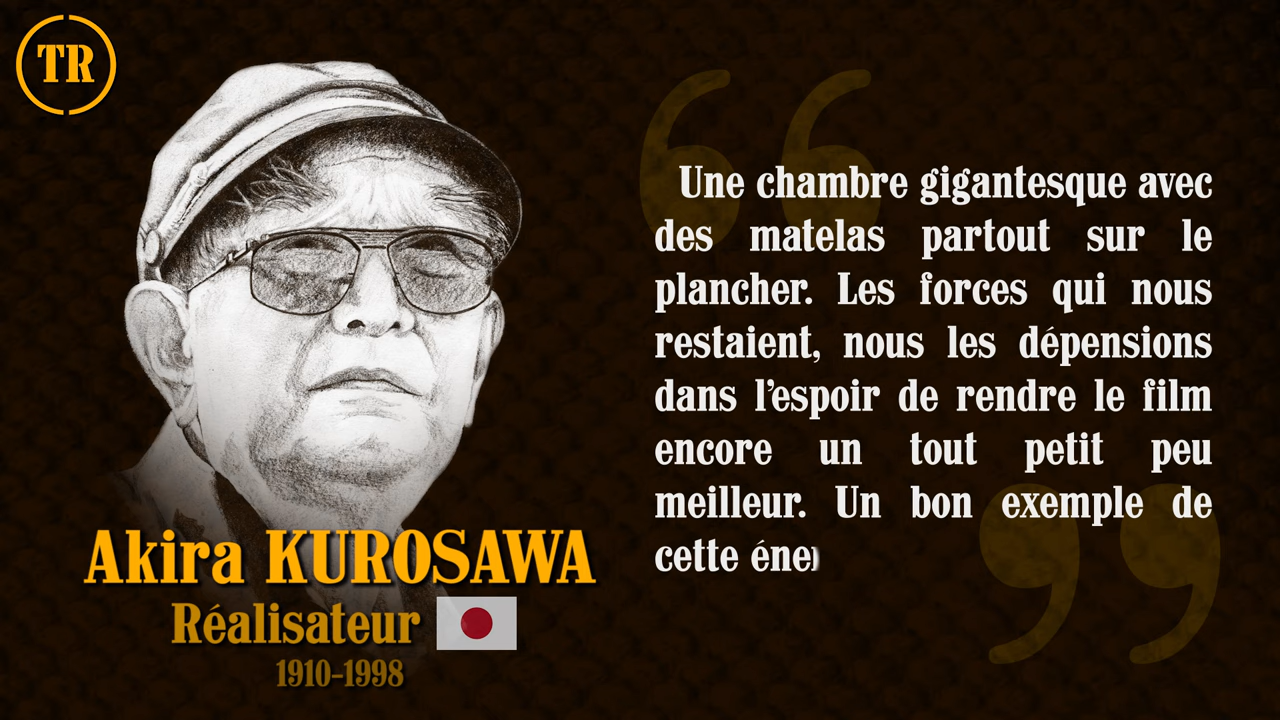 TR
Une chambre gigantesque avec
des matelas partout sur le
plancher. Les forces qui nous
restaient, nous les dépensions
dans l’espoir de rendre le film
encore un tout petit peu
meilleur. Un bon exemple de
cette éne
Akira KUROSAWA
Réalisateur
1910-1998